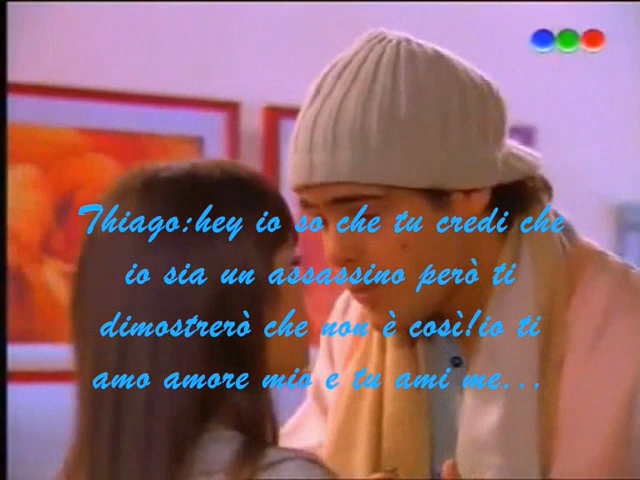 Thiago:hey io so che tu credi che
io sia un assassino però ti
dimostrerò che non è così!io ti
amo amore mio e tu ami me...